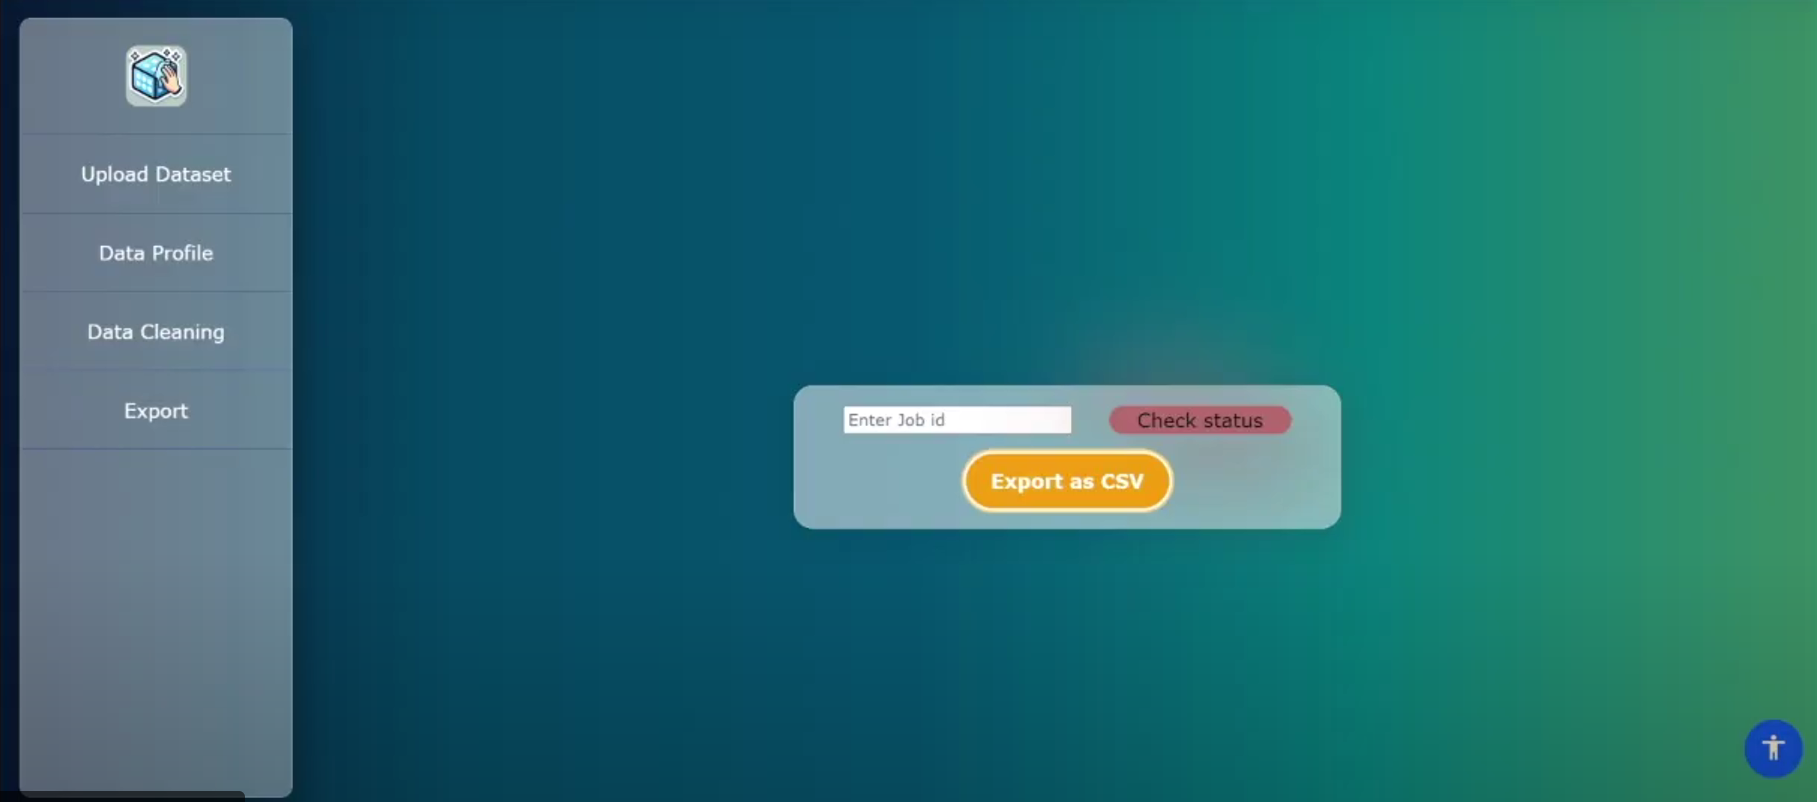 Upload Dataset
Data Profile
Data Cleaning
Export
Enter Job id
Check status
Export as CSV